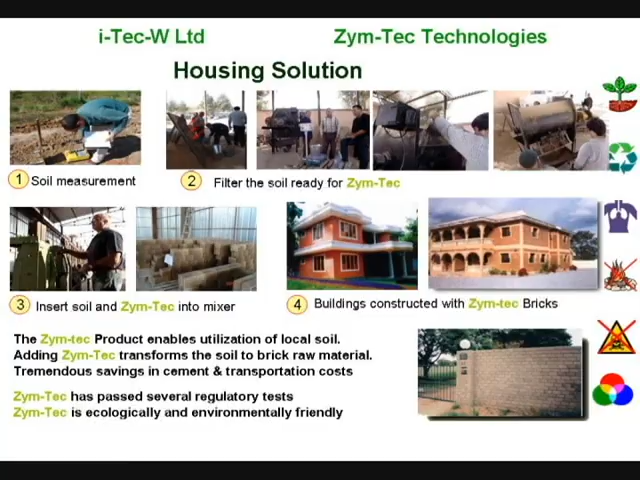 i-Tec-W Ltd
Zym-Tec Technologies
Housing Solution
1 Soil measurement
2 Filter the soil ready for Zym-Tec
3 Insert soil and Zym-Tec into mixer
4 Buildings constructed with Zym-tec Bricks
The Zym-tec Product enables utilization of local soil.
Adding Zym-Tec transforms the soil to brick raw material.
Tremendous savings in cement & transportation costs
Zym-Tec has passed several regulatory tests
Zym-Tec is ecologically and environmentally friendly